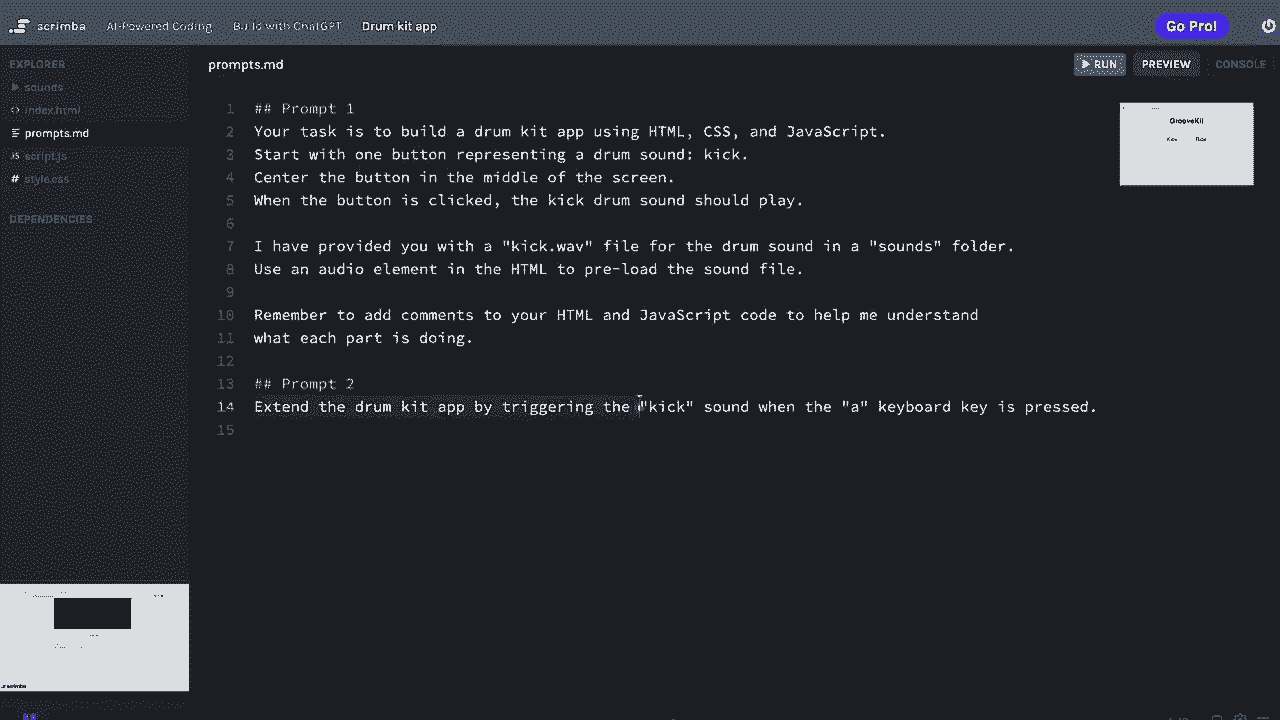 scrimba AI-Powered Coding Build with ChatGPT Drum kit app Go Pro!
EXPLORER
sounds
index.html
prompts.md
script.js
style.css
DEPENDENCIES
prompts.md
RUN PREVIEW CONSOLE
1 ## Prompt 1
2 Your task is to build a drum kit app using HTML, CSS, and JavaScript.
3 Start with one button representing a drum sound: kick.
4 Center the button in the middle of the screen.
5 When the button is clicked, the kick drum sound should play.
6
7 I have provided you with a "kick.wav" file for the drum sound in a "sounds" folder.
8 Use an audio element in the HTML to pre-load the sound file.
9
10 Remember to add comments to your HTML and JavaScript code to help me understand
11 what each part is doing.
12
13 ## Prompt 2
14 Extend the drum kit app by triggering the "kick" sound when the "a" keyboard key is pressed.
15
GrooveKit